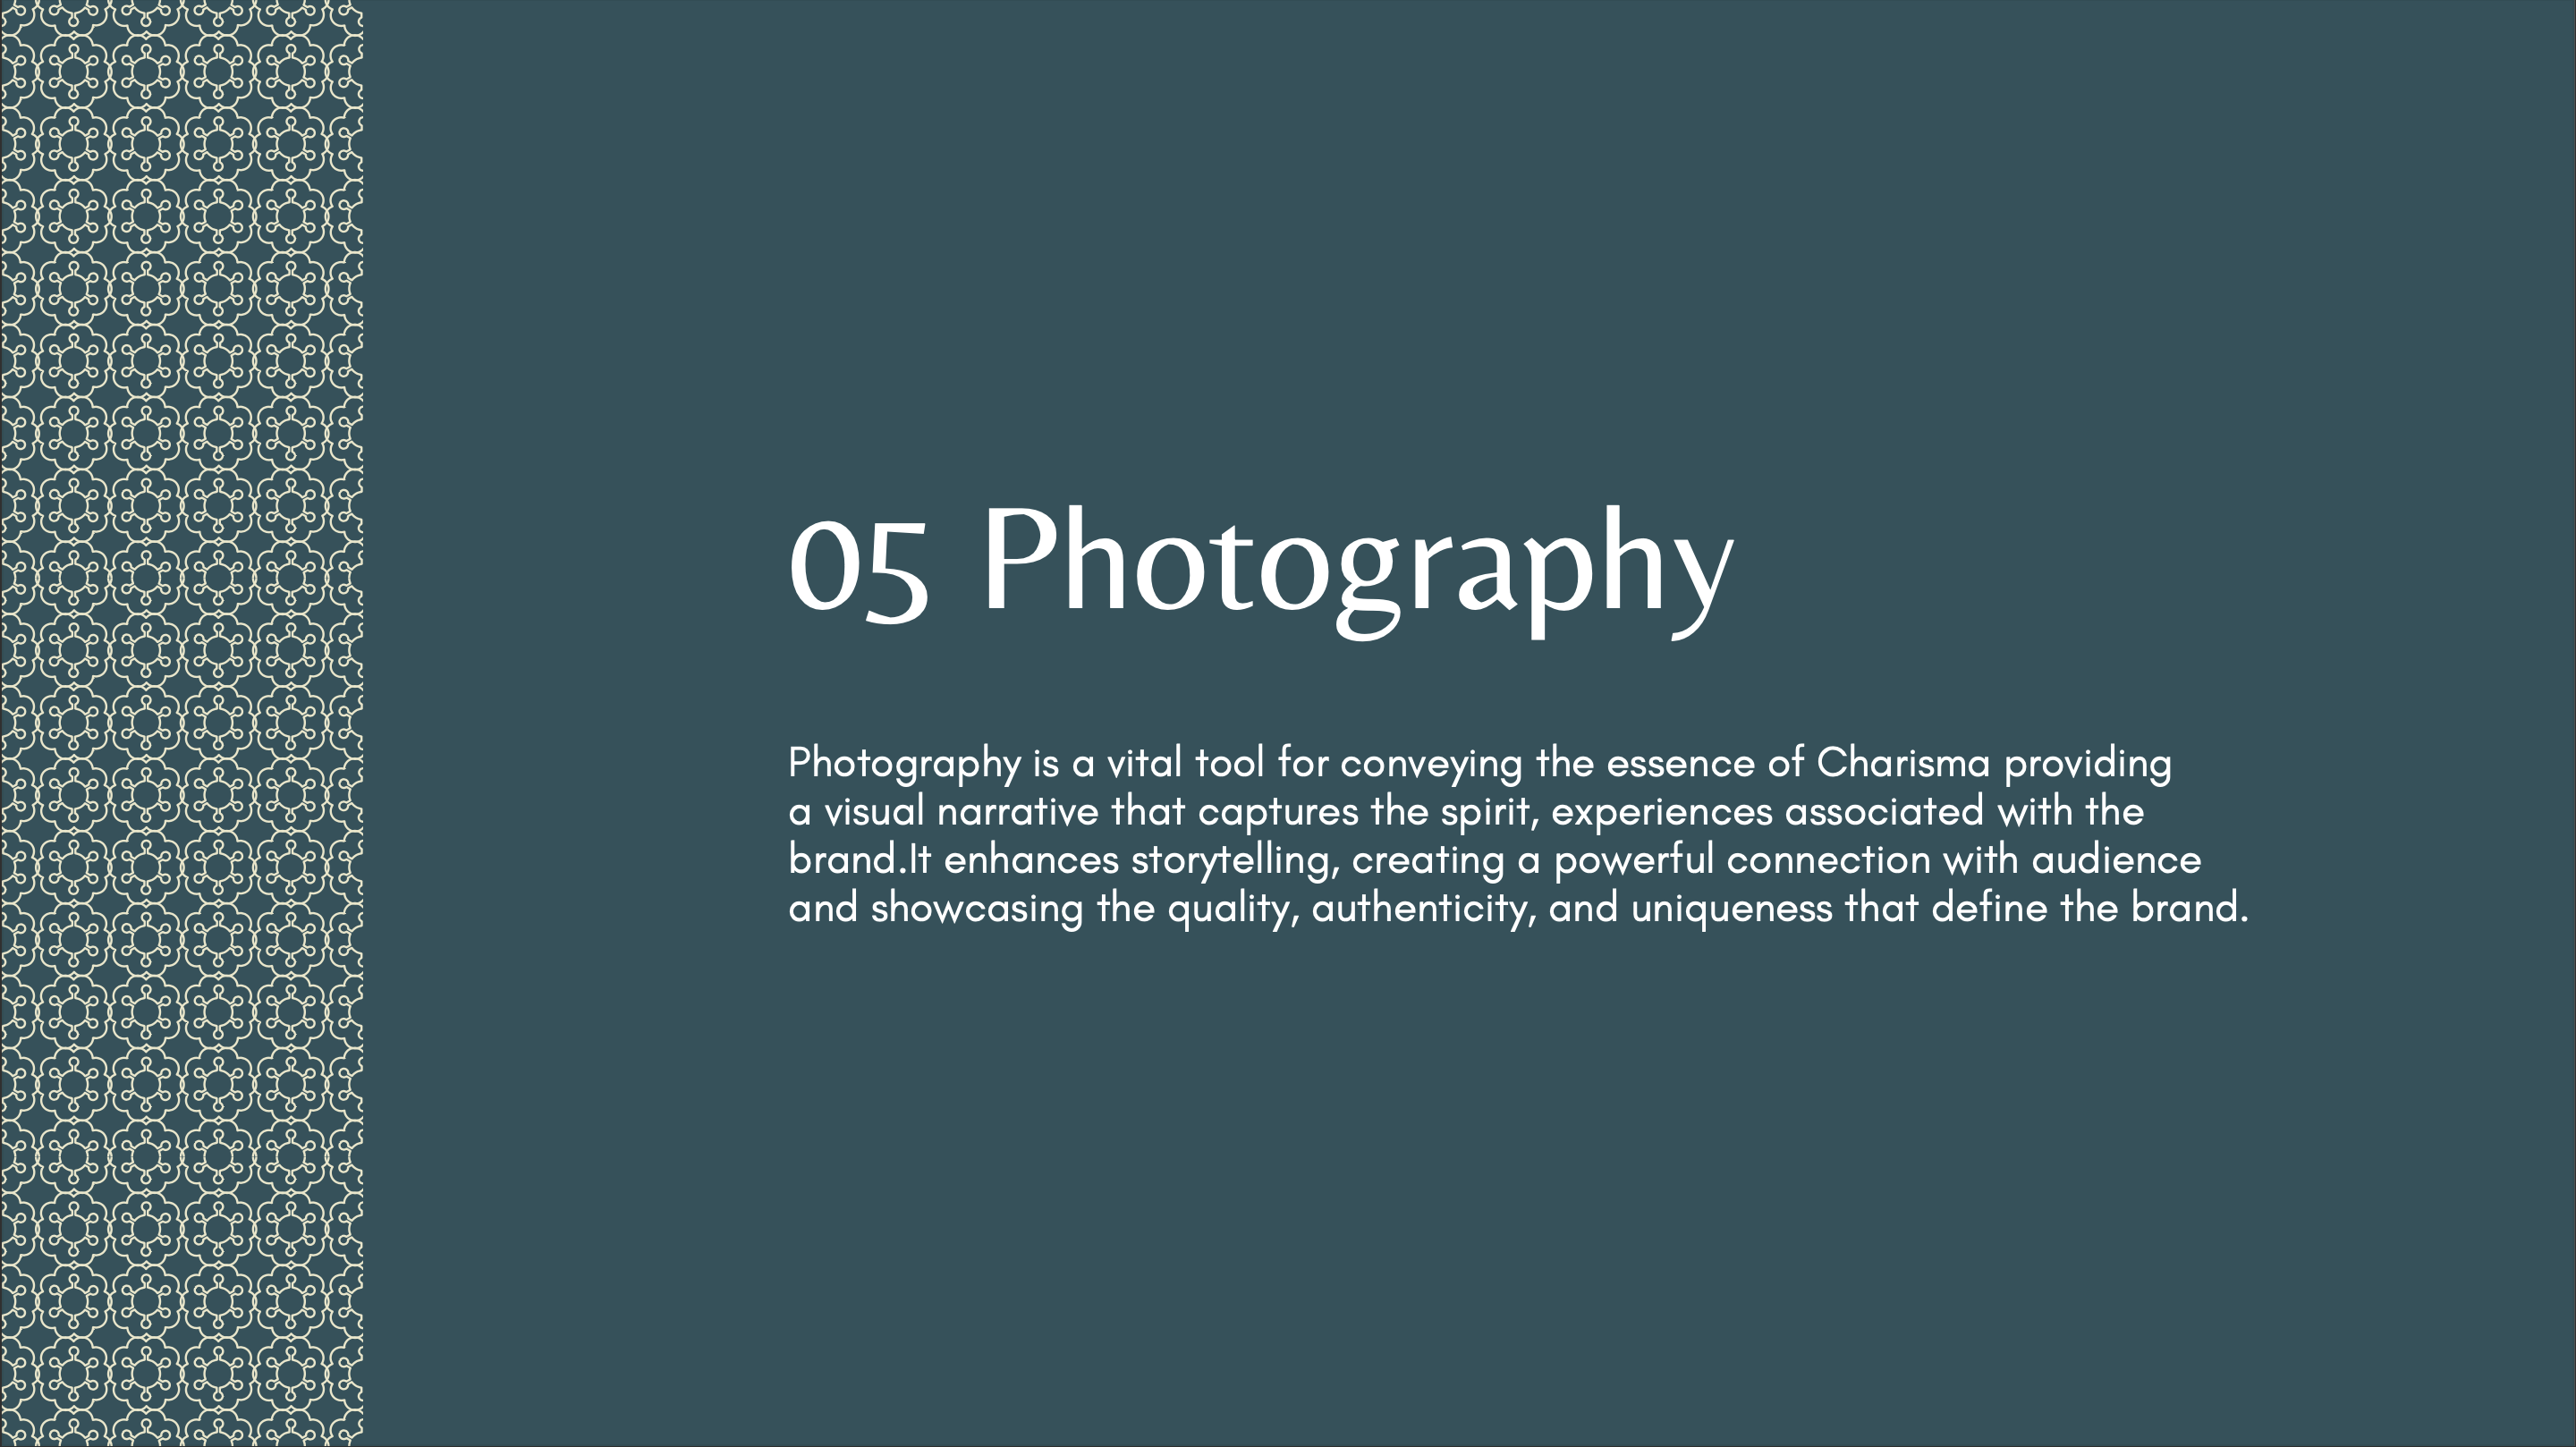 05 Photography
Photography is a vital tool for conveying the essence of Charisma providing
a visual narrative that captures the spirit, experiences associated with the
brand.It enhances storytelling, creating a powerful connection with audience
and showcasing the quality, authenticity, and uniqueness that define the brand.